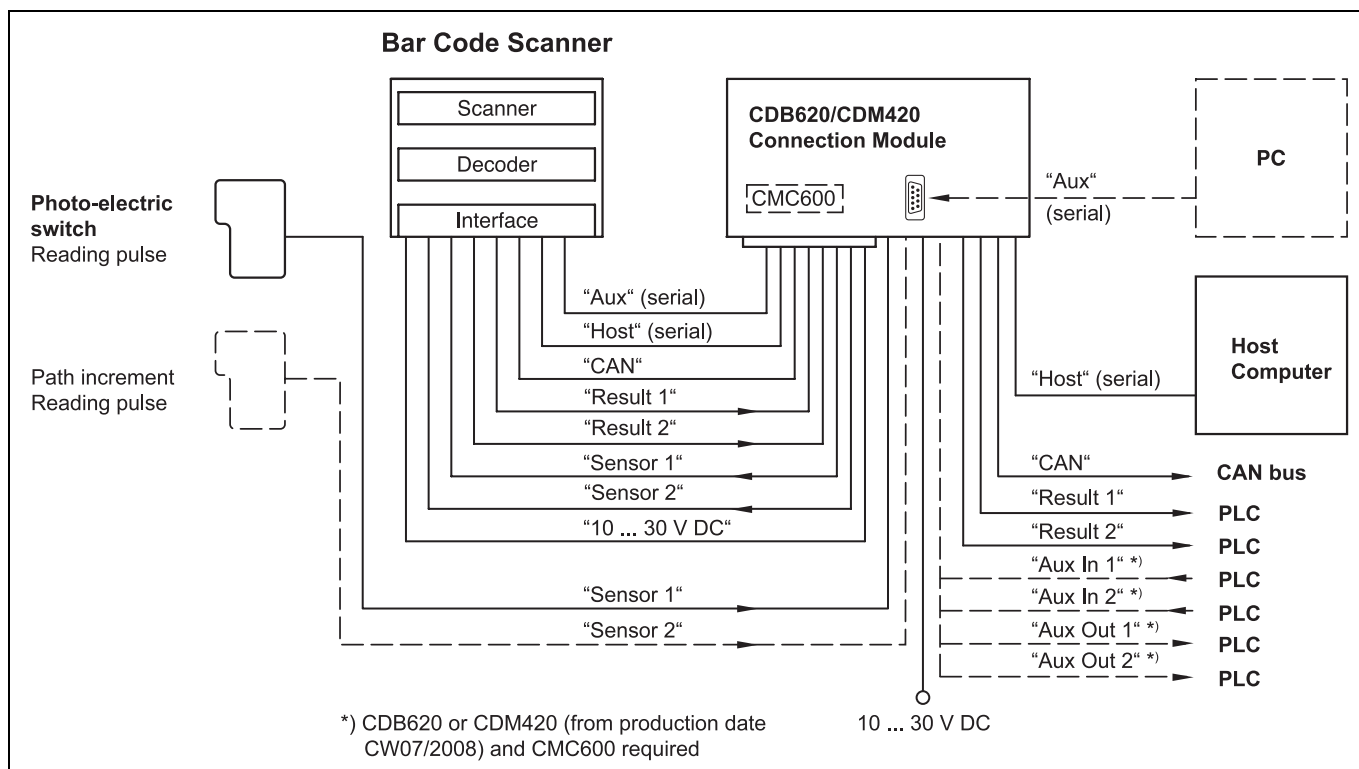 Bar Code Scanner
Scanner
Decoder
Interface
CDB620/CDM420
Connection Module
CMC600
PC
“Aux“
(serial)
Photo-electric
switch
Reading pulse
Path increment
Reading pulse
“Aux“ (serial)
“Host“ (serial)
“CAN“
“Result 1“
“Result 2“
“Sensor 1“
“Sensor 2“
“10 ... 30 V DC“
“Sensor 1“
“Sensor 2“
Host
Computer
“Host“ (serial)
“CAN“ CAN bus
“Result 1“ PLC
“Result 2“ PLC
“Aux In 1“ *) PLC
“Aux In 2“ *) PLC
“Aux Out 1“ *) PLC
“Aux Out 2“ *) PLC
10 ... 30 V DC
*) CDB620 or CDM420 (from production date
CW07/2008) and CMC600 required